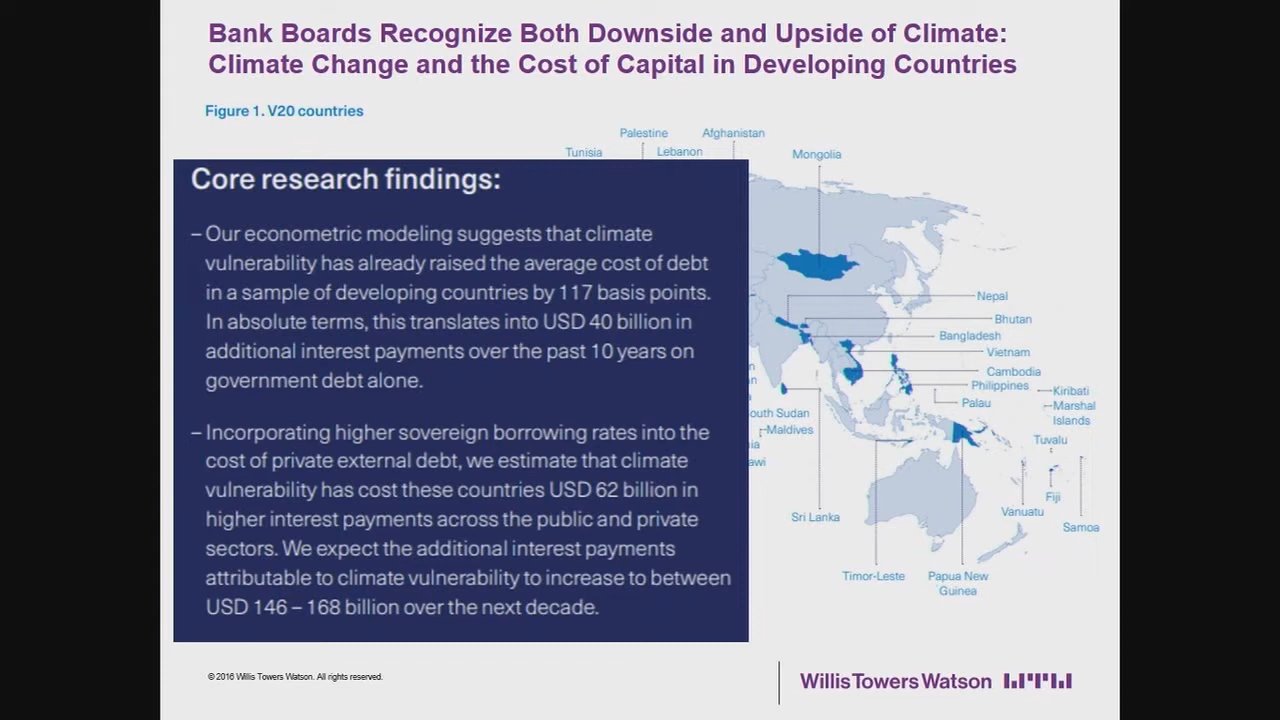 Bank Boards Recognize Both Downside and Upside of Climate:
Climate Change and the Cost of Capital in Developing Countries
Figure 1. V20 countries
Palestine
Afghanistan
Tunisia
Lebanon
Mongolia
Core research findings:
– Our econometric modeling suggests that climate
vulnerability has already raised the average cost of debt
in a sample of developing countries by 117 basis points.
In absolute terms, this translates into USD 40 billion in
additional interest payments over the past 10 years on
government debt alone.
– Incorporating higher sovereign borrowing rates into the
cost of private external debt, we estimate that climate
vulnerability has cost these countries USD 62 billion in
higher interest payments across the public and private
sectors. We expect the additional interest payments
attributable to climate vulnerability to increase to between
USD 146 – 168 billion over the next decade.
Nepal
Bhutan
Bangladesh
Vietnam
Cambodia
Philippines
Kiribati
Palau
Marshal
Islands
outh Sudan
Maldives
Tuvalu
ia
awi
Fiji
Vanuatu
Sri Lanka
Samoa
Timor-Leste
Papua New
Guinea
© 2016 Willis Towers Watson. All rights reserved.
Willis Towers Watson